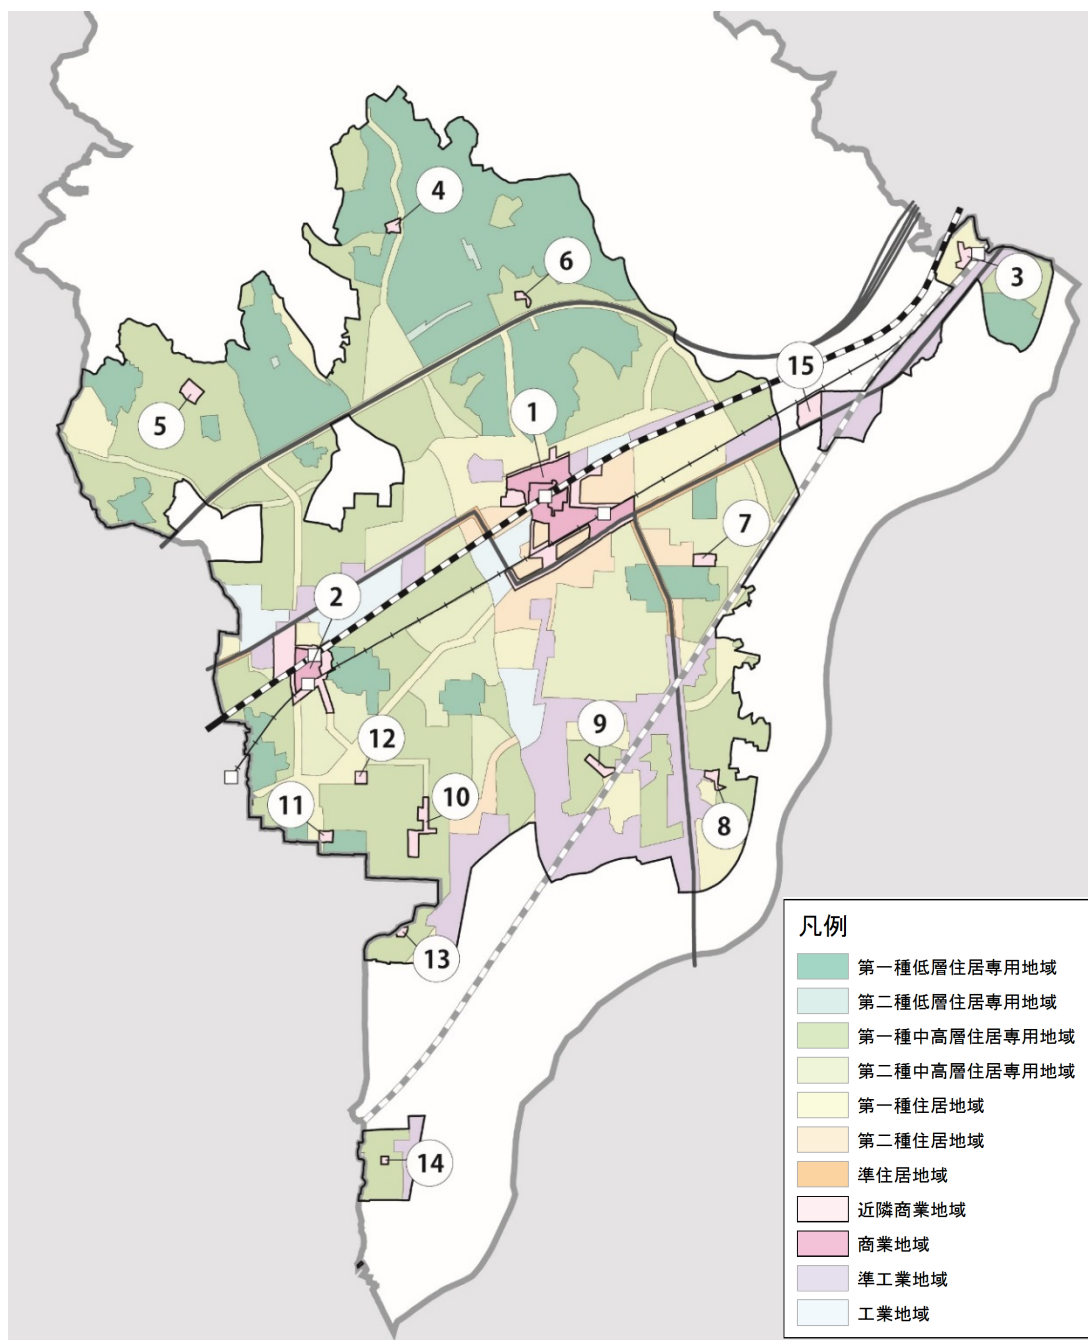 4
6
3
15
5
1
7
2
9
12
10
11
8
13
14
凡例
第一種低層住居専用地域
第二種低層住居専用地域
第一種中高層住居専用地域
第二種中高層住居専用地域
第一種住居地域
第二種住居地域
準住居地域
近隣商業地域
商業地域
準工業地域
工業地域